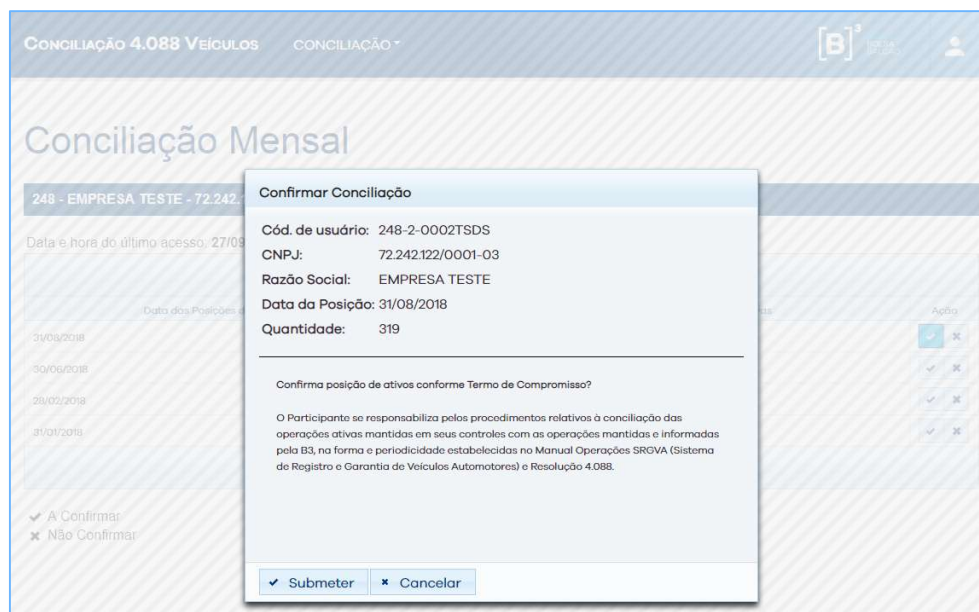 CONCILIAÇÃO 4.088 VEÍCULOS CONCILIAÇÃO
[B]³
Conciliação Mensal
248 - EMPRESA TESTE - 72.242.
Data e hora do último acesso: 27/09
Data das Posições
Ação
31/08/2018
30/06/2018
28/02/2018
31/01/2018
A Confirmar
Não Confirmar
Confirmar Conciliação
Cód. de usuário: 248-2-0002TSDS
CNPJ: 72.242.122/0001-03
Razão Social: EMPRESA TESTE
Data da Posição: 31/08/2018
Quantidade: 319
Confirma posição de ativos conforme Termo de Compromisso?
O Participante se responsabiliza pelos procedimentos relativos à conciliação das
operações ativas mantidas em seus controles com as operações mantidas e informadas
pela B3, na forma e periodicidade estabelecidas no Manual Operações SRGVA (Sistema
de Registro e Garantia de Veículos Automotores) e Resolução 4.088.
Submeter Cancelar